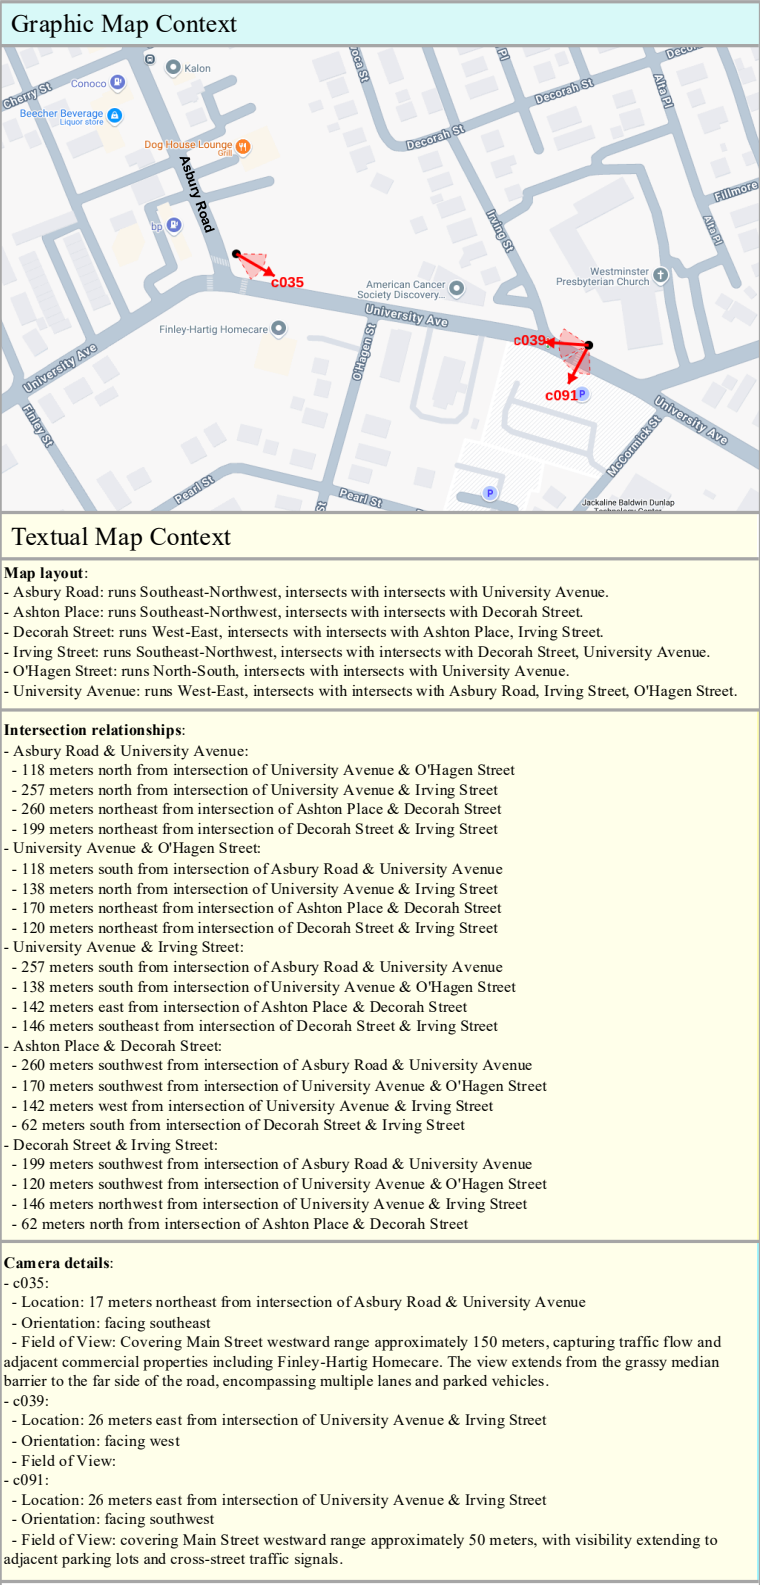 Graphic Map Context
Kalon
Conoco
Cherry St
Beecher Beverage
Liquor store
Dog House Lounge
Grill
Asbury Road
bp
c035
oca St
Pl
Deco
Alta Pl
Decorah St
Decorah St
Irving St
Fillmore
Alta Pl
American Cancer
Society Discovery...
Westminster
Presbyterian Church
University Ave
Finley-Hartig Homecare
O'Hagen St
c039
c091
P
University Ave
Finley St
University Ave
McCormick St
Pearl St
Pearl St
St
P
Jackaline Baldwin Dunlap
Technology Center
Textual Map Context
Map layout:
- Asbury Road: runs Southeast-Northwest, intersects with intersects with University Avenue.
- Ashton Place: runs Southeast-Northwest, intersects with intersects with Decorah Street.
- Decorah Street: runs West-East, intersects with intersects with Ashton Place, Irving Street.
- Irving Street: runs Southeast-Northwest, intersects with intersects with Decorah Street, University Avenue.
- O'Hagen Street: runs North-South, intersects with intersects with University Avenue.
- University Avenue: runs West-East, intersects with intersects with Asbury Road, Irving Street, O'Hagen Street.
Intersection relationships:
- Asbury Road & University Avenue:
- 118 meters north from intersection of University Avenue & O'Hagen Street
- 257 meters north from intersection of University Avenue & Irving Street
- 260 meters northeast from intersection of Ashton Place & Decorah Street
- 199 meters northeast from intersection of Decorah Street & Irving Street
- University Avenue & O'Hagen Street:
- 118 meters south from intersection of Asbury Road & University Avenue
- 138 meters north from intersection of University Avenue & Irving Street
- 170 meters northeast from intersection of Ashton Place & Decorah Street
- 120 meters northeast from intersection of Decorah Street & Irving Street
- University Avenue & Irving Street:
- 257 meters south from intersection of Asbury Road & University Avenue
- 138 meters south from intersection of University Avenue & O'Hagen Street
- 142 meters east from intersection of Ashton Place & Decorah Street
- 146 meters southeast from intersection of Decorah Street & Irving Street
- Ashton Place & Decorah Street:
- 260 meters southwest from intersection of Asbury Road & University Avenue
- 170 meters southwest from intersection of University Avenue & O'Hagen Street
- 142 meters west from intersection of University Avenue & Irving Street
- 62 meters south from intersection of Decorah Street & Irving Street
- Decorah Street & Irving Street:
- 199 meters southwest from intersection of Asbury Road & University Avenue
- 120 meters southwest from intersection of University Avenue & O'Hagen Street
- 146 meters northwest from intersection of University Avenue & Irving Street
- 62 meters north from intersection of Ashton Place & Decorah Street
Camera details:
- c035:
- Location: 17 meters northeast from intersection of Asbury Road & University Avenue
- Orientation: facing southeast
- Field of View: Covering Main Street westward range approximately 150 meters, capturing traffic flow and
adjacent commercial properties including Finley-Hartig Homecare. The view extends from the grassy median
barrier to the far side of the road, encompassing multiple lanes and parked vehicles.
- c039:
- Location: 26 meters east from intersection of University Avenue & Irving Street
- Orientation: facing west
- Field of View:
- c091:
- Location: 26 meters east from intersection of University Avenue & Irving Street
- Orientation: facing southwest
- Field of View: covering Main Street westward range approximately 50 meters, with visibility extending to
adjacent parking lots and cross-street traffic signals.